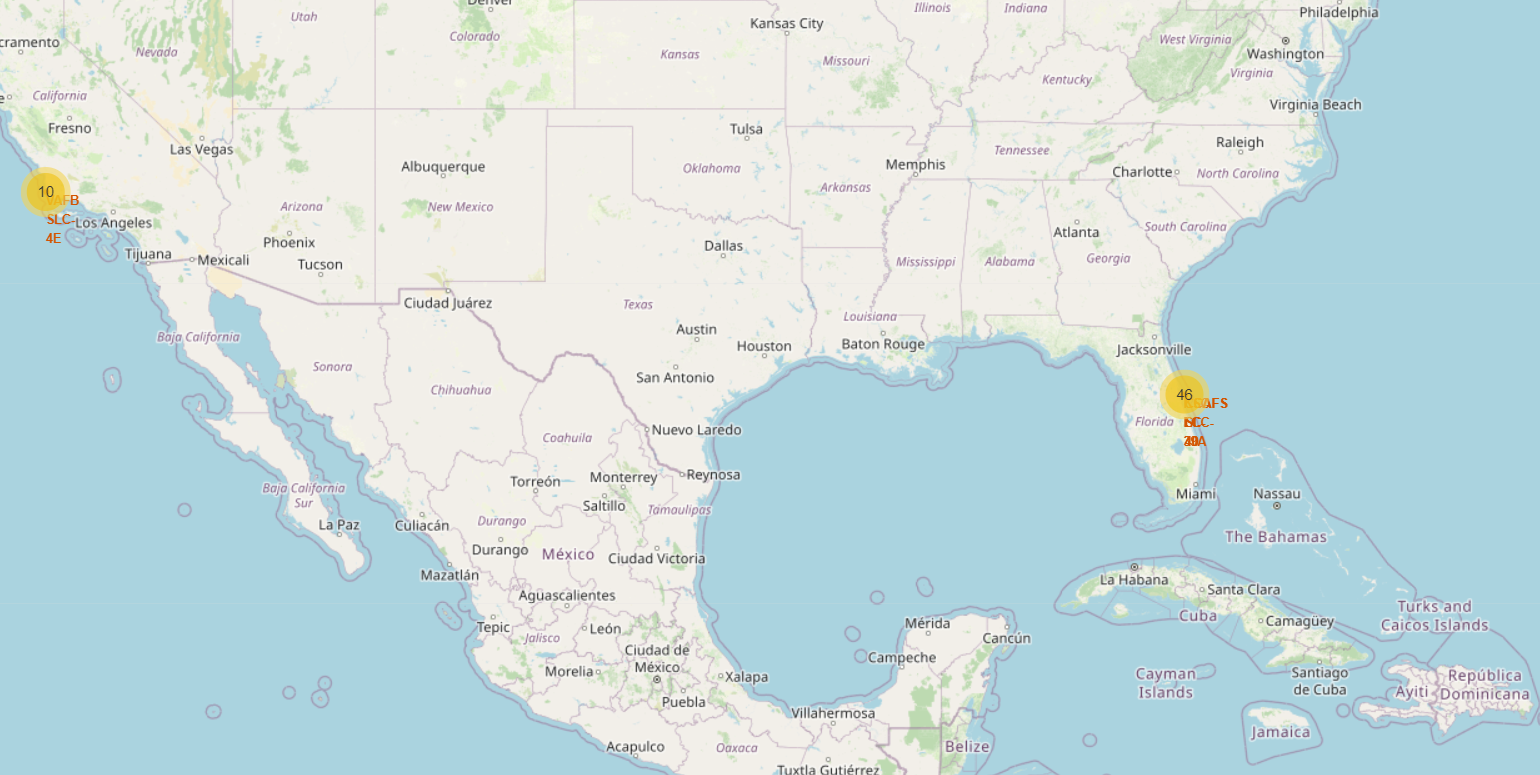 Denver
Utah
Colorado
Kansas City
Illinois
Indiana
Philadelphia
Nevada
Kansas
Missouri
West Virginia
Washington
Virginia
California
Kentucky
Virginia Beach
Fresno
Las Vegas
Tulsa
Raleigh
Albuquerque
Oklahoma
Memphis
Tennessee
Charlotte
North Carolina
Arkansas
10
VAFB
SLC-
4E
Los Angeles
Arizona
New Mexico
Phoenix
Tucson
Dallas
Atlanta
South Carolina
Tijuana
Mexicali
Mississippi
Alabama
Georgia
Ciudad Juárez
Texas
Louisiana
Baja California
Austin
Houston
Baton Rouge
Jacksonville
Sonora
Chihuahua
San Antonio
46
Florida
Coahuila
Nuevo Laredo
Monterrey
Reynosa
Torreón
Saltillo
Tamaulipas
Miami
Nassau
Baja California
Sur
La Paz
Culiacán
Durango
Durango
México
Ciudad Victoria
The Bahamas
Mazatlán
Aguascalientes
La Habana
Santa Clara
Cuba
Camagüey
Turks and
Caicos Islands
Tepic
Jalisco
León
Mérida
Cancún
Ciudad de
México
Campeche
Morelia
Xalapa
Puebla
Cayman
Islands
Santiago
de Cuba
Ayiti
República
Dominicana
Villahermosa
Jamaica
Acapulco
Oaxaca
Belize
Tuxtla Gutiérrez